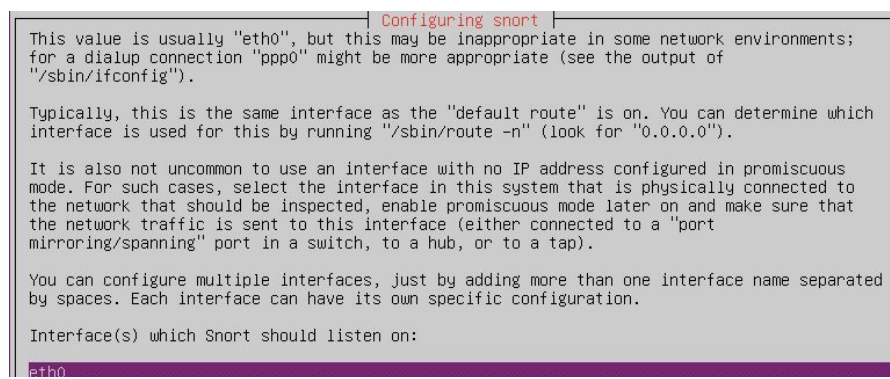 Configuring snort
This value is usually "eth0", but this may be inappropriate in some network environments;
for a dialup connection "ppp0" might be more appropriate (see the output of
"/sbin/ifconfig").
Typically, this is the same interface as the "default route" is on. You can determine which
interface is used for this by running "/sbin/route -n" (look for "0.0.0.0").
It is also not uncommon to use an interface with no IP address configured in promiscuous
mode. For such cases, select the interface in this system that is physically connected to
the network that should be inspected, enable promiscuous mode later on and make sure that
the network traffic is sent to this interface (either connected to a "port
mirroring/spanning" port in a switch, to a hub, or to a tap).
You can configure multiple interfaces, just by adding more than one interface name separated
by spaces. Each interface can have its own specific configuration.
Interface(s) which Snort should listen on:
eth0